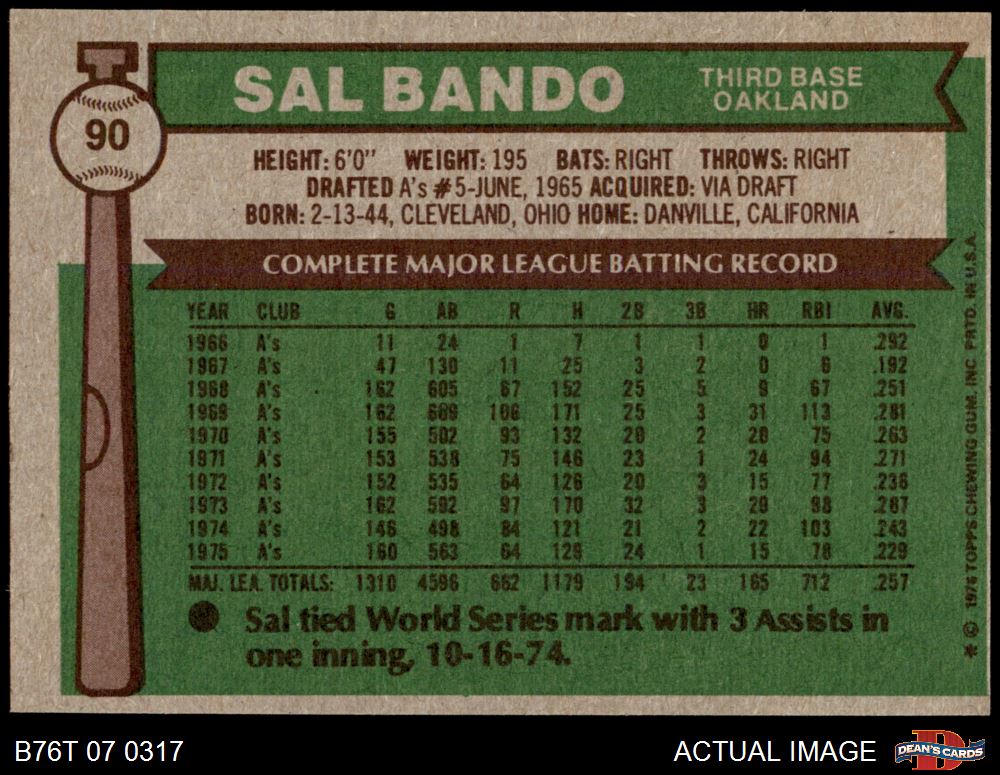 SAL BANDO
THIRD BASE
OAKLAND
90
HEIGHT: 6'0" WEIGHT: 195 BATS: RIGHT THROWS: RIGHT
DRAFTED A's #5-JUNE, 1965 ACQUIRED: VIA DRAFT
BORN: 2-13-44, CLEVELAND, OHIO HOME: DANVILLE, CALIFORNIA
COMPLETE MAJOR LEAGUE BATTING RECORD
YEAR CLUB G AB R H 2B 3B HR RBI AVG.
1966 A's 11 24 1 7 1 1 0 1 .292
1967 A's 47 130 11 25 3 2 0 6 .192
1968 A's 162 605 67 152 25 5 9 67 .251
1969 A's 162 609 106 171 25 3 31 113 .281
1970 A's 155 502 93 132 20 2 20 75 .263
1971 A's 153 538 75 146 23 1 24 94 .271
1972 A's 152 535 64 126 20 3 15 77 .236
1973 A's 162 592 97 170 32 3 29 98 .287
1974 A's 146 498 84 121 21 2 22 103 .243
1975 A's 160 563 64 129 24 1 15 78 .229
MAJ. LEA. TOTALS: 1310 4596 662 1179 194 23 165 712 .257
Sal tied World Series mark with 3 Assists in
one inning, 10-16-74.
* © 1976 TOPPS CHEWING GUM, INC. PRTD. IN U.S.A.
B76T 07 0317
ACTUAL IMAGE
DEAN'S CARDS